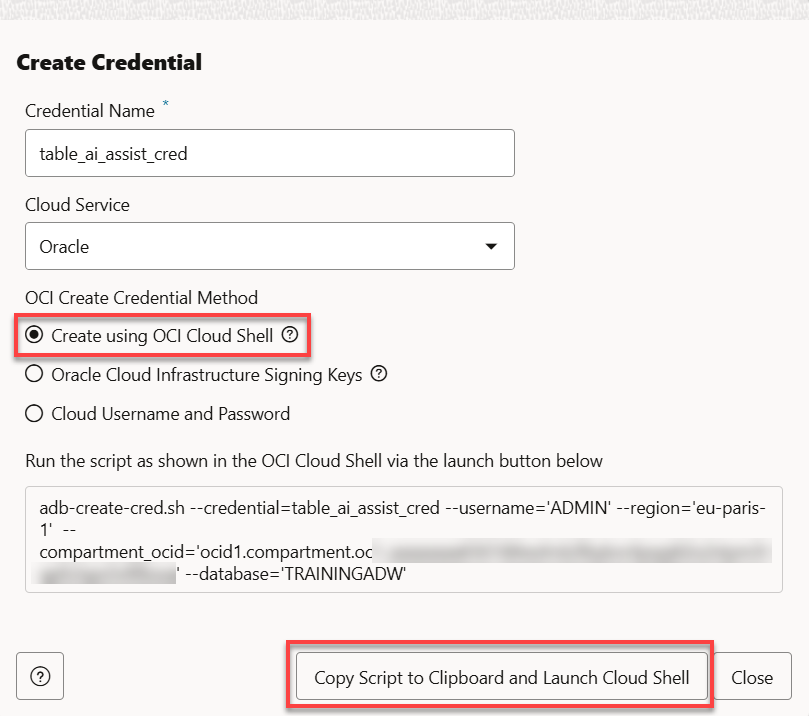 Create Credential
Credential Name *
table_ai_assist_cred
Cloud Service
Oracle
OCI Create Credential Method
Create using OCI Cloud Shell ?
Oracle Cloud Infrastructure Signing Keys ?
Cloud Username and Password
Run the script as shown in the OCI Cloud Shell via the launch button below
adb-create-cred.sh --credential=table_ai_assist_cred --username='ADMIN' --region='eu-paris-
1' --
compartment_ocid='ocid1.compartment.oc
' --database='TRAININGADW'
? Copy Script to Clipboard and Launch Cloud Shell Close